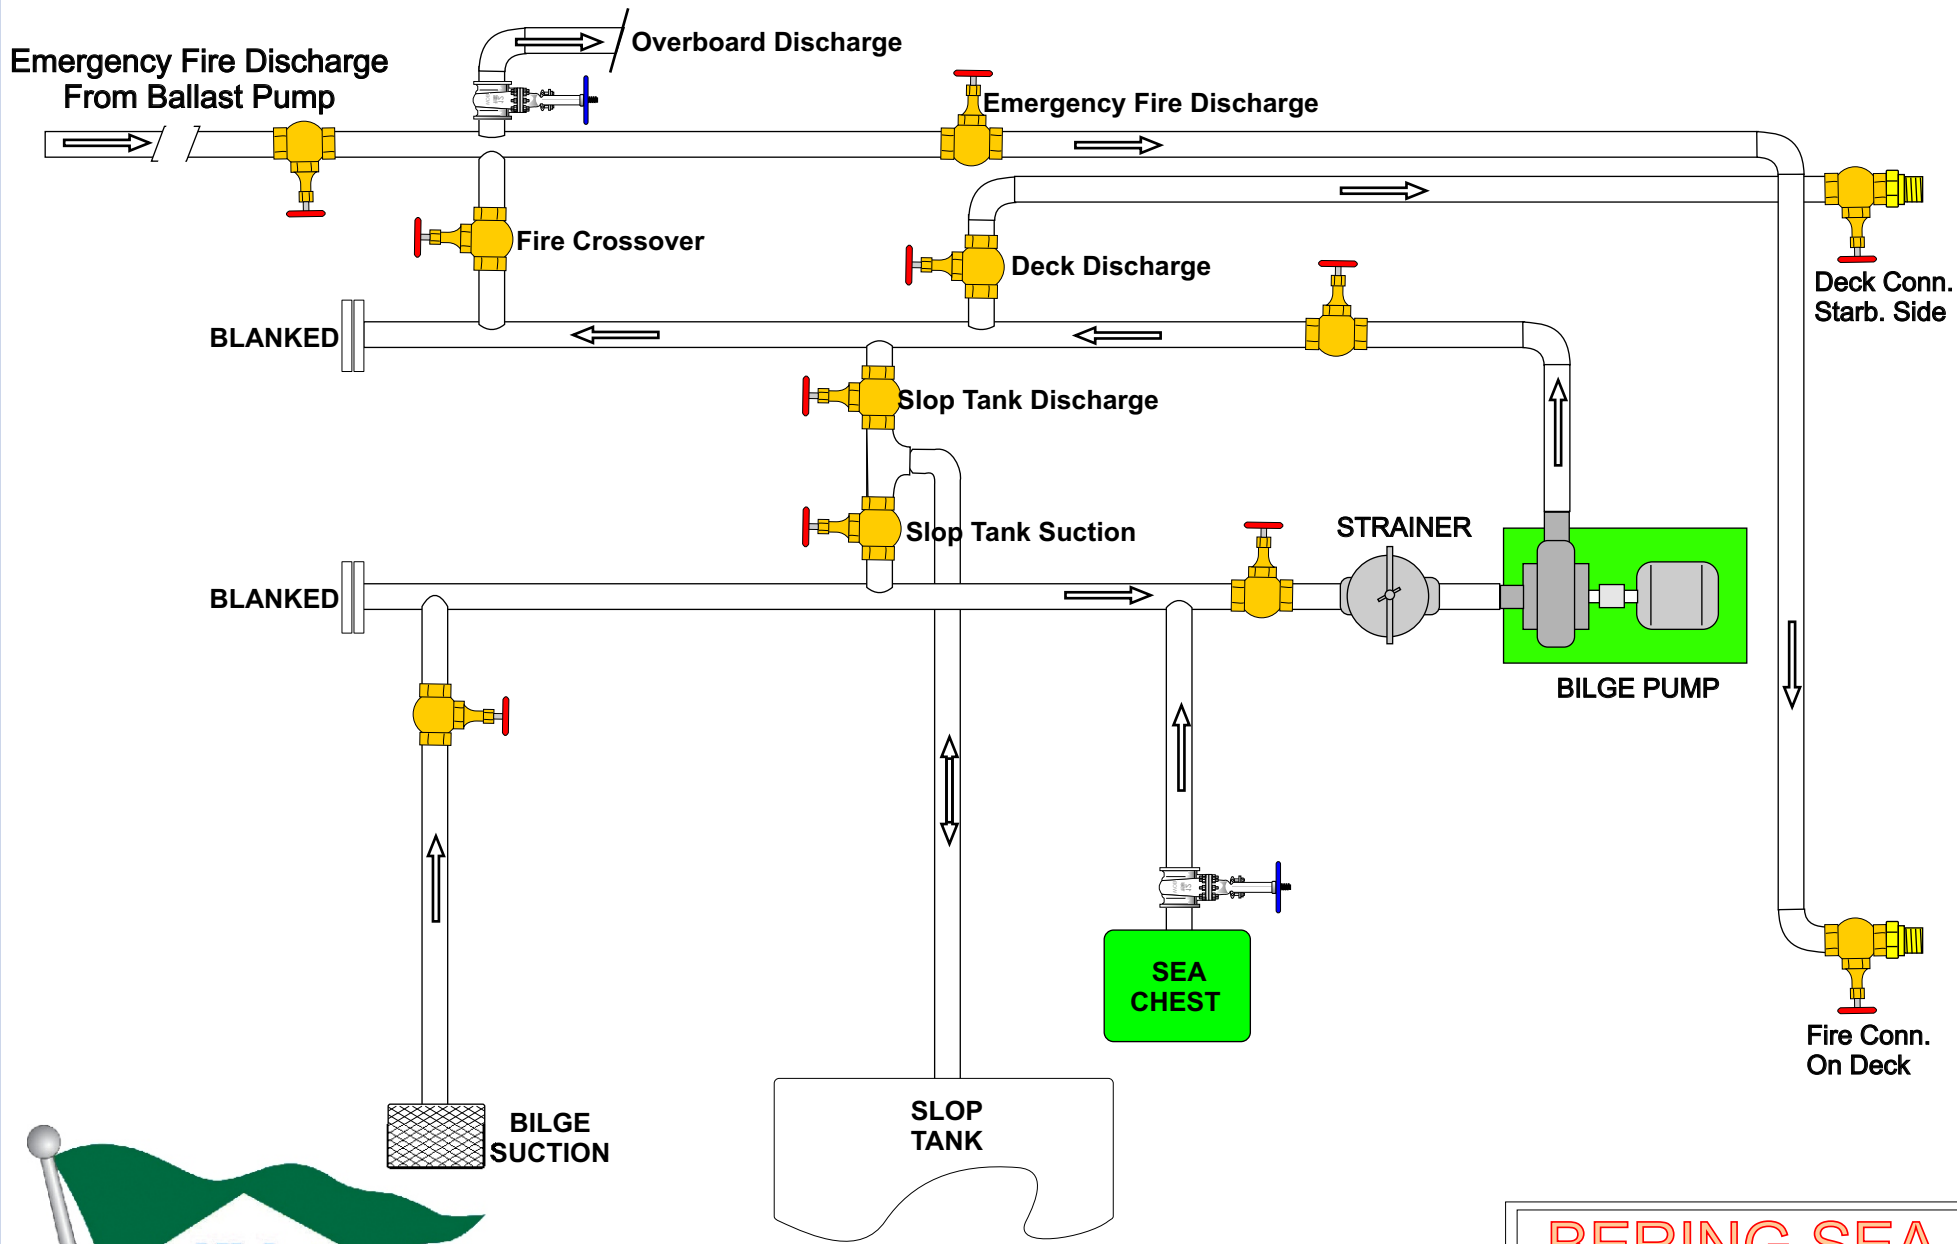 Overboard Discharge
Emergency Fire Discharge
From Ballast Pump
Emergency Fire Discharge
Fire Crossover
Deck Discharge
Deck Conn.
Starb. Side
BLANKED
Slop Tank Discharge
Slop Tank Suction
STRAINER
BLANKED
BILGE PUMP
SEA
CHEST
Fire Conn.
On Deck
SLOP
TANK
BILGE
SUCTION
BERING SEA